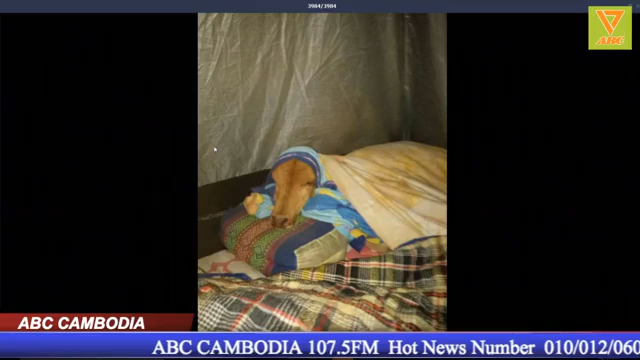 3984/3984
ABC
ABC CAMBODIA
ABC CAMBODIA 107.5FM Hot News Number 010/012/060